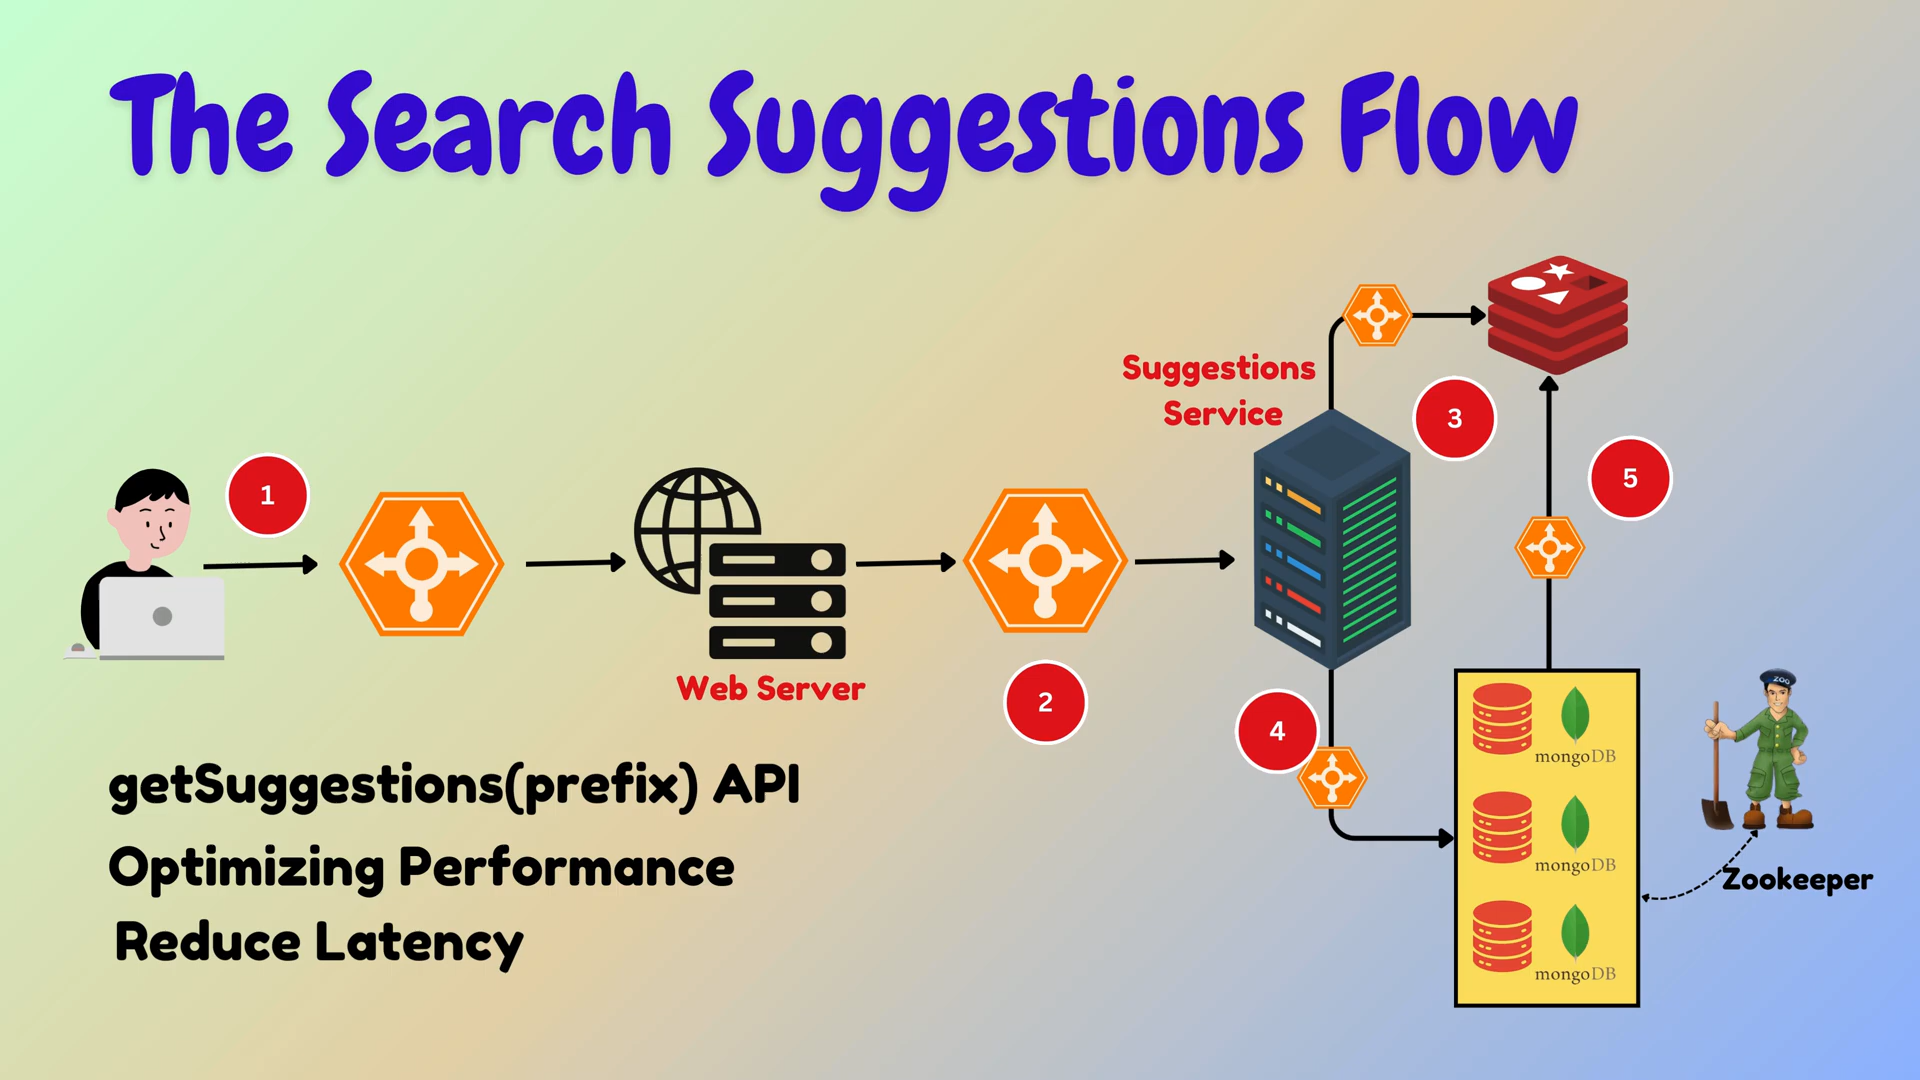 The Search Suggestions Flow
Suggestions
Service
3
5
1
Web Server
2
4
ZOO
mongoDB
mongoDB
mongoDB
Zookeeper
getSuggestions(prefix) API
Optimizing Performance
Reduce Latency